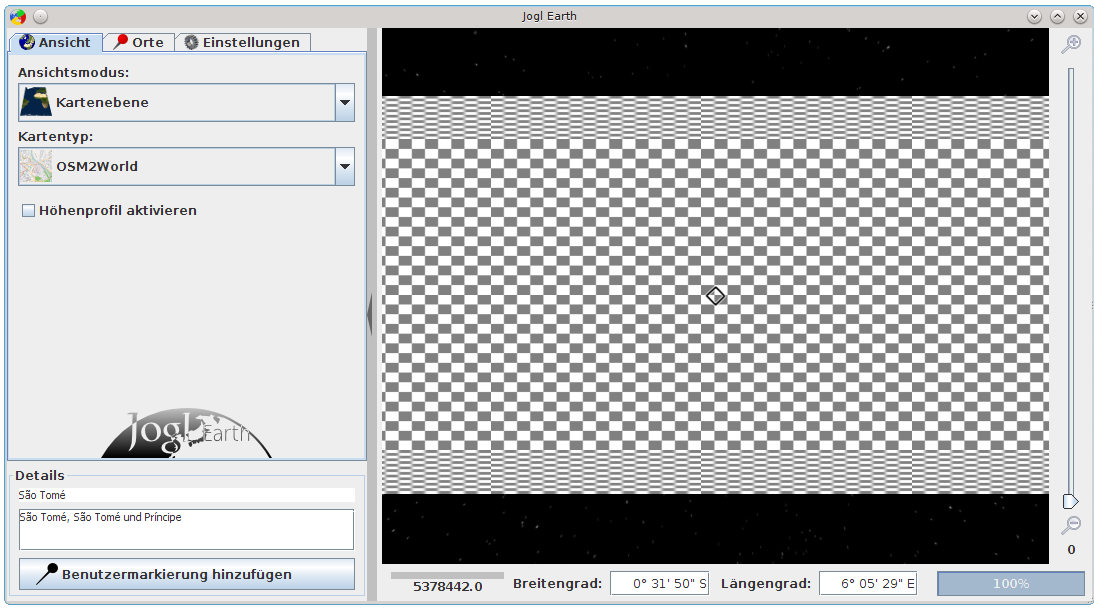 Jogl Earth
Ansicht
Orte
Einstellungen
Ansichtsmodus:
Kartenebene
Kartentyp:
OSM2World
Höhenprofil aktivieren
Jogl Earth
Details
São Tomé
São Tomé, São Tomé und Príncipe
Benutzermarkierung hinzufügen
0
5378442.0
Breitengrad:
0° 31' 50" S
Längengrad:
6° 05' 29" E
100%